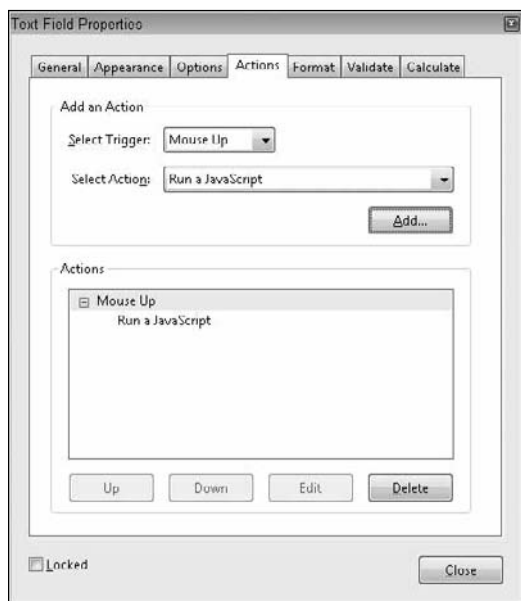 Text Field Properties
General Appearance Options Actions Format Validate Calculate
Add an Action
Select Trigger: Mouse Up
Select Action: Run a JavaScript
Add...
Actions
Mouse Up
Run a JavaScript
Up Down Edit Delete
Locked
Close